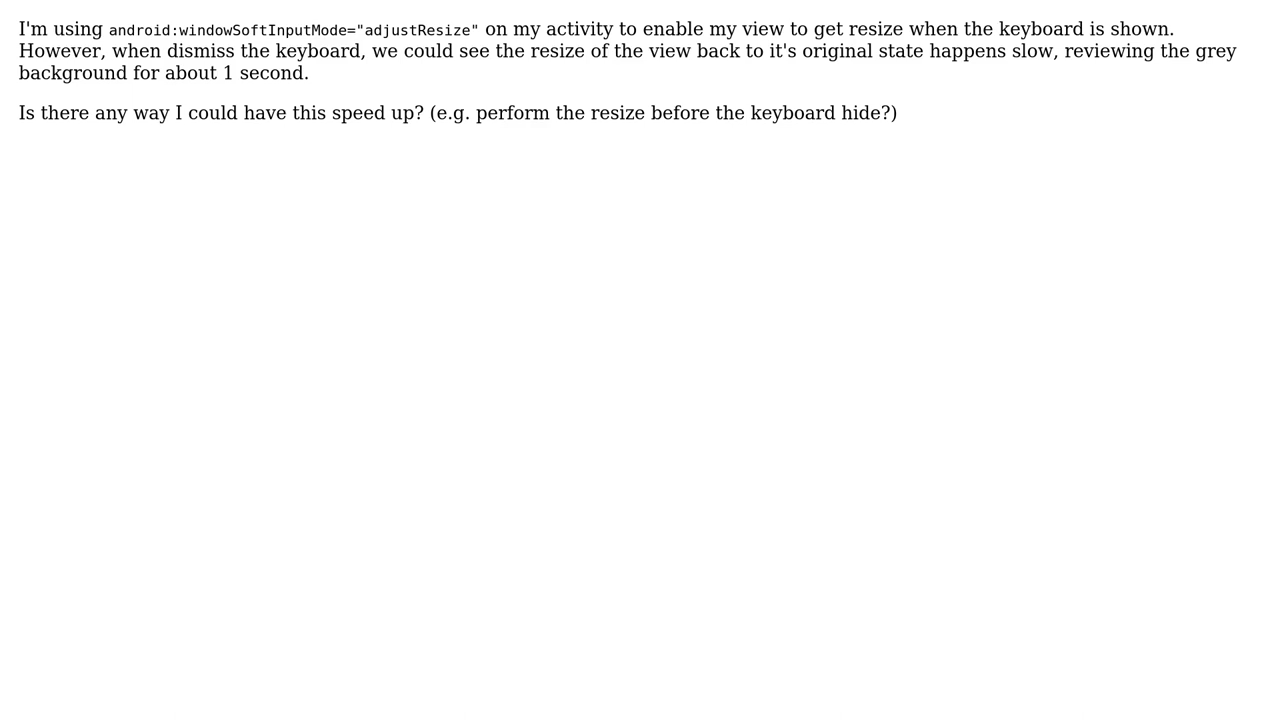 I'm using android:windowSoftInputMode="adjustResize" on my activity to enable my view to get resize when the keyboard is shown.
However, when dismiss the keyboard, we could see the resize of the view back to it's original state happens slow, reviewing the grey
background for about 1 second.
Is there any way I could have this speed up? (e.g. perform the resize before the keyboard hide?)